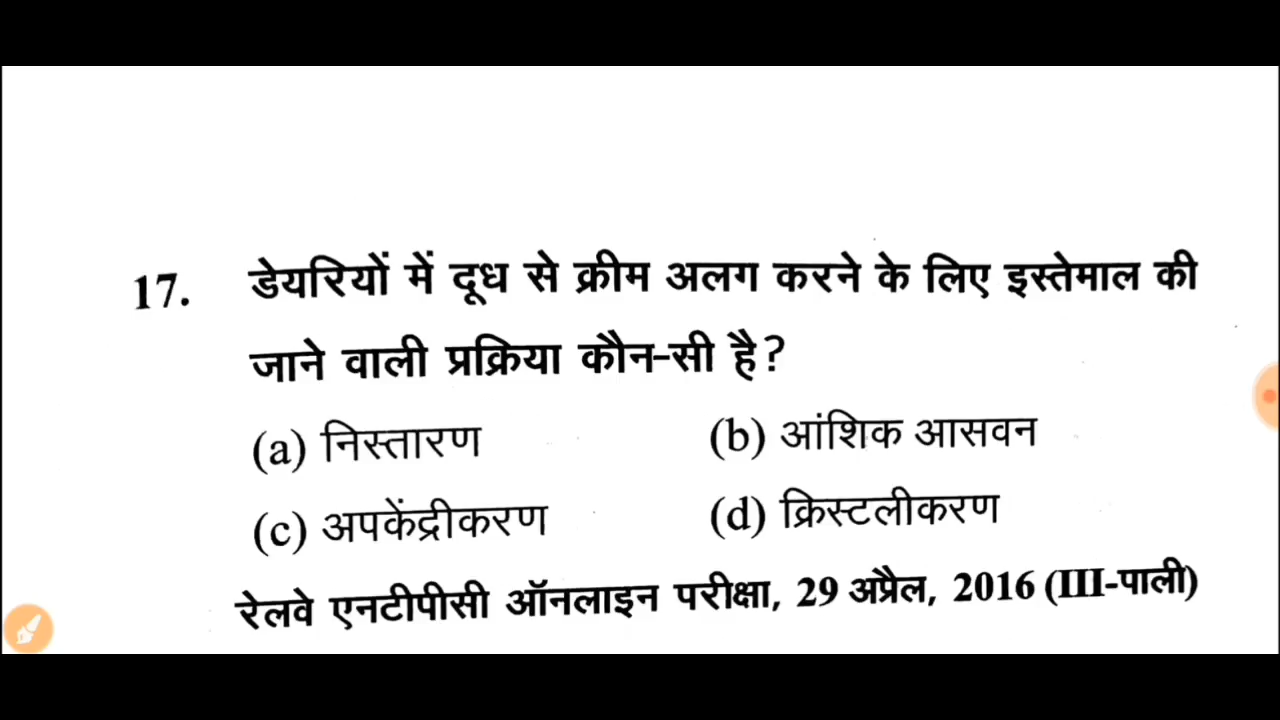 17. डेयरियों में दूध से क्रीम अलग करने के लिए इस्तेमाल की
जाने वाली प्रक्रिया कौन-सी है?
(a) निस्तारण (b) आंशिक आसवन
(c) अपकेंद्रीकरण (d) क्रिस्टलीकरण
रेलवे एनटीपीसी ऑनलाइन परीक्षा, 29 अप्रैल, 2016 (III-पाली)